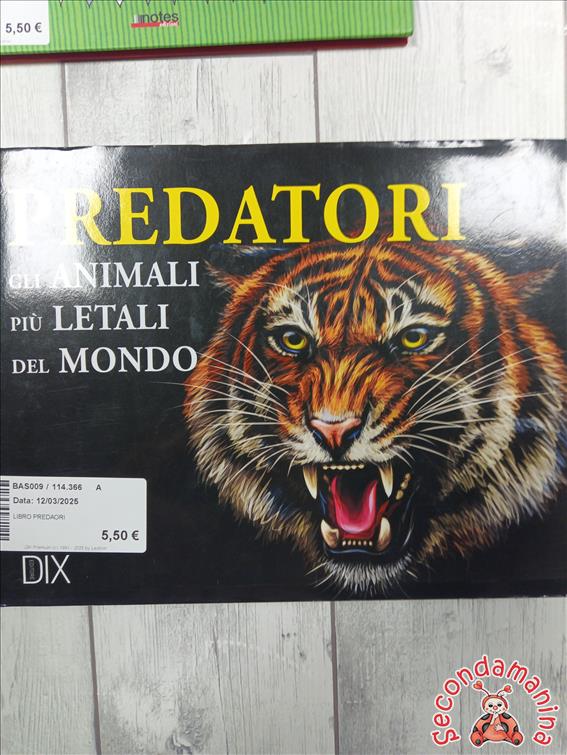 5,50 €
notes
PREDATORI
GLI ANIMALI
PIÙ LETALI
DEL MONDO
BAS009 / 114.366 A
Data: 12/03/2025
LIBRO PREDAORI
5,50 €
DIX
Secondamanina